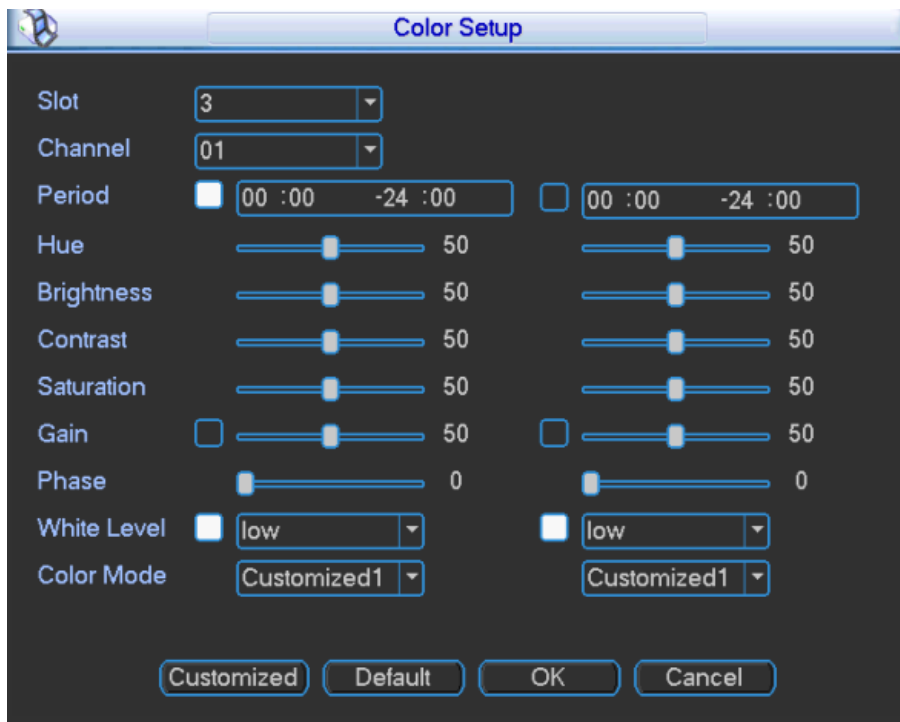 Color Setup
Slot 3
Channel 01
Period 00 :00 -24 :00 00 :00 -24 :00
Hue 50 50
Brightness 50 50
Contrast 50 50
Saturation 50 50
Gain 50 50
Phase 0 0
White Level low low
Color Mode Customized1 Customized1
Customized Default OK Cancel